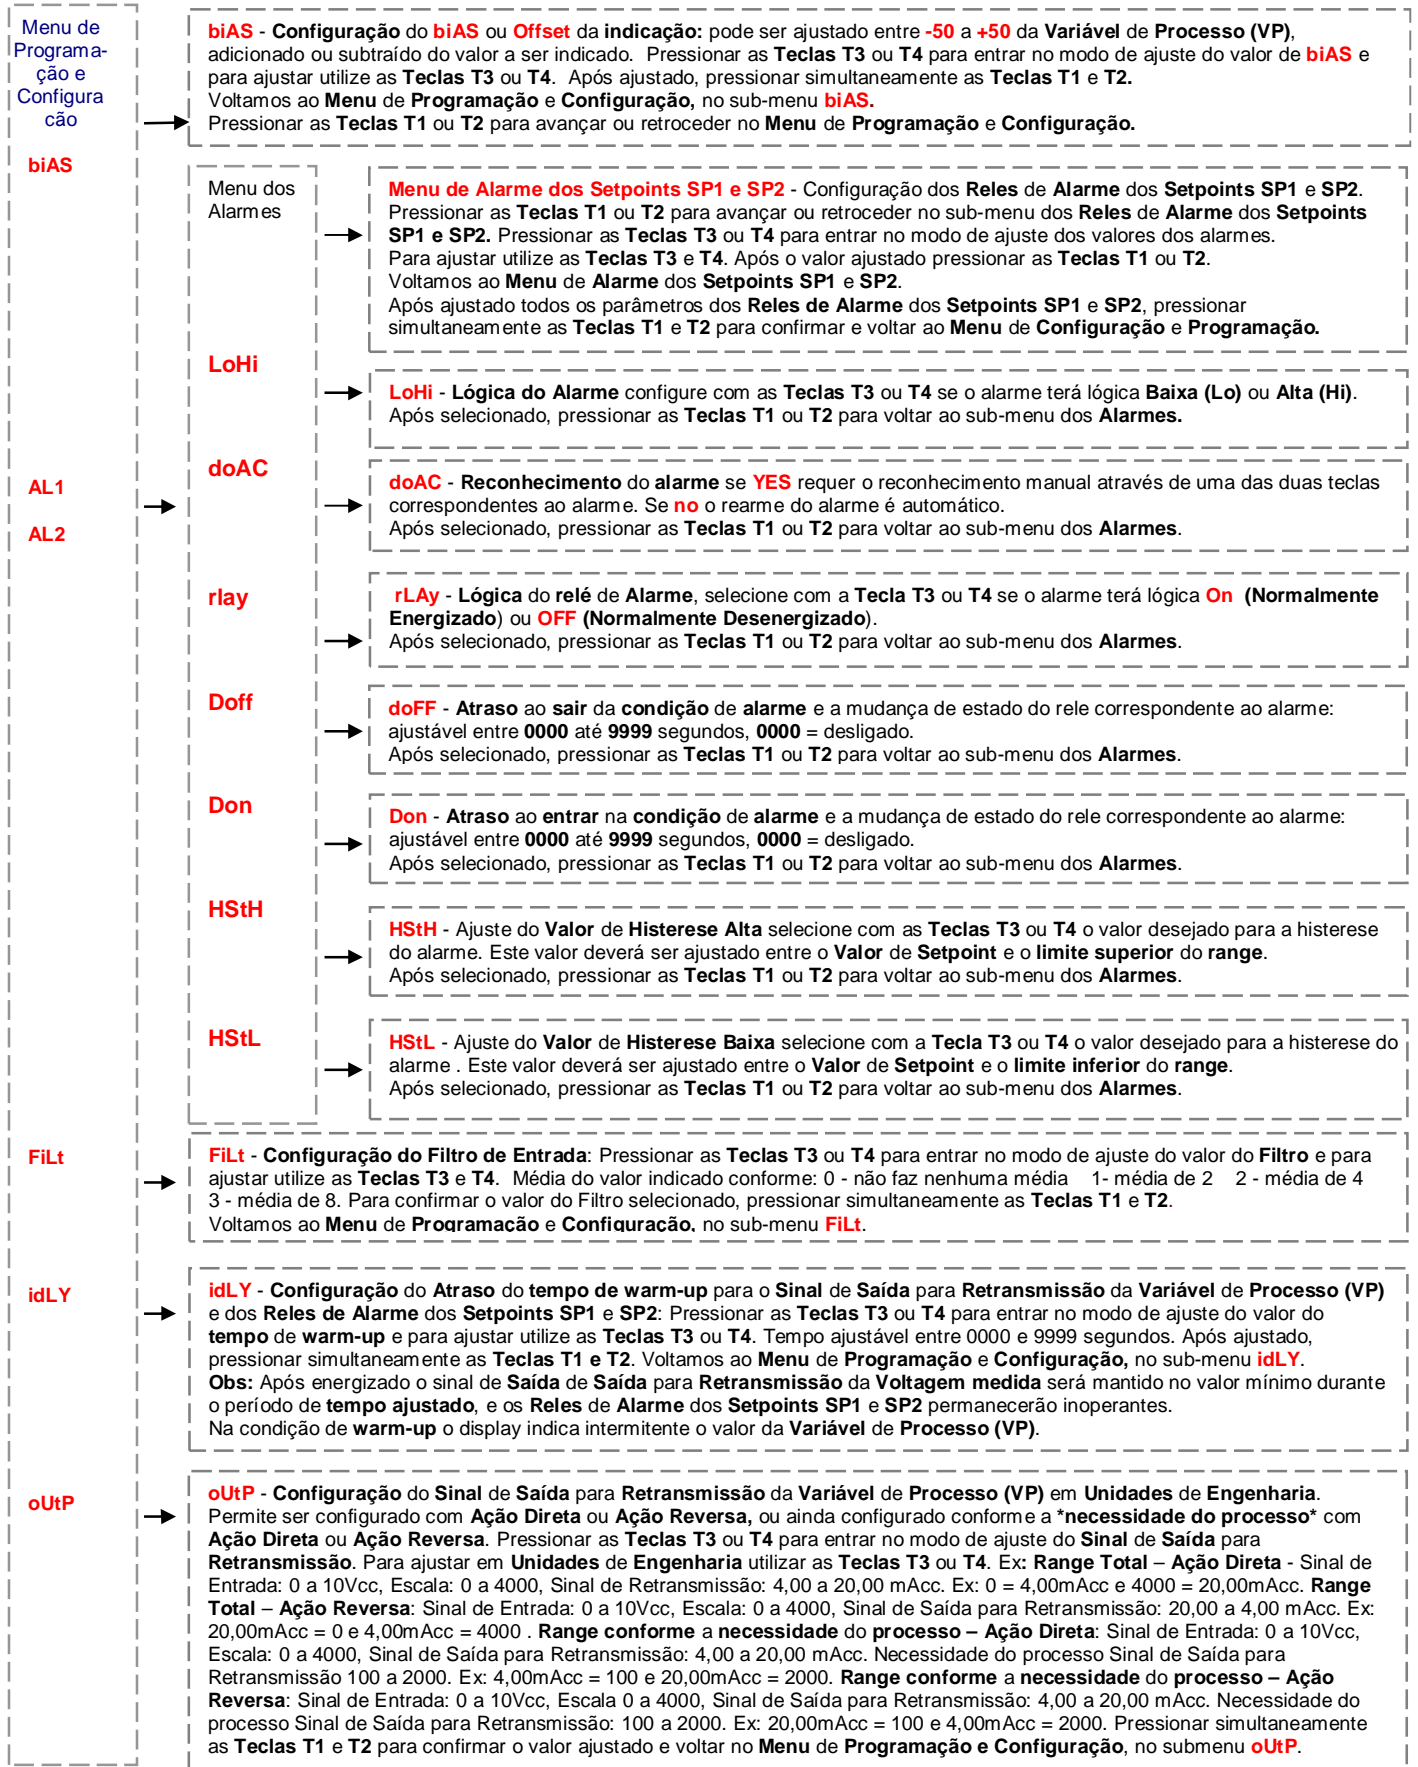 Menu de
Programa-
ção e
Configura
cão
biAS - Configuração do biAS ou Offset da indicação: pode ser ajustado entre -50 a +50 da Variável de Processo (VP),
adicionado ou subtraído do valor a ser indicado. Pressionar as Teclas T3 ou T4 para entrar no modo de ajuste do valor de biAS e
para ajustar utilize as Teclas T3 ou T4. Após ajustado, pressionar simultaneamente as Teclas T1 e T2.
Voltamos ao Menu de Programação e Configuração, no sub-menu biAS.
Pressionar as Teclas T1 ou T2 para avançar ou retroceder no Menu de Programação e Configuração.
biAS
Menu dos
Alarmes
Menu de Alarme dos Setpoints SP1 e SP2 - Configuração dos Reles de Alarme dos Setpoints SP1 e SP2.
Pressionar as Teclas T1 ou T2 para avançar ou retroceder no sub-menu dos Reles de Alarme dos Setpoints
SP1 e SP2. Pressionar as Teclas T3 ou T4 para entrar no modo de ajuste dos valores dos alarmes.
Para ajustar utilize as Teclas T3 e T4. Após o valor ajustado pressionar as Teclas T1 ou T2.
Voltamos ao Menu de Alarme dos Setpoints SP1 e SP2.
Após ajustado todos os parâmetros dos Reles de Alarme dos Setpoints SP1 e SP2, pressionar
simultaneamente as Teclas T1 e T2 para confirmar e voltar ao Menu de Configuração e Programação.
LoHi
LoHi - Lógica do Alarme configure com as Teclas T3 ou T4 se o alarme terá lógica Baixa (Lo) ou Alta (Hi).
Após selecionado, pressionar as Teclas T1 ou T2 para voltar ao sub-menu dos Alarmes.
AL1
AL2
doAC
doAC - Reconhecimento do alarme se YES requer o reconhecimento manual através de uma das duas teclas
correspondentes ao alarme. Se no o rearme do alarme é automático.
Após selecionado, pressionar as Teclas T1 ou T2 para voltar ao sub-menu dos Alarmes.
rlay
rLAy - Lógica do relé de Alarme, selecione com a Tecla T3 ou T4 se o alarme terá lógica On (Normalmente
Energizado) ou OFF (Normalmente Desenergizado).
Após selecionado, pressionar as Teclas T1 ou T2 para voltar ao sub-menu dos Alarmes.
Doff
doFF - Atraso ao sair da condição de alarme e a mudança de estado do rele correspondente ao alarme:
ajustável entre 0000 até 9999 segundos, 0000 = desligado.
Após selecionado, pressionar as Teclas T1 ou T2 para voltar ao sub-menu dos Alarmes.
Don
Don - Atraso ao entrar na condição de alarme e a mudança de estado do rele correspondente ao alarme:
ajustável entre 0000 até 9999 segundos, 0000 = desligado.
Após selecionado, pressionar as Teclas T1 ou T2 para voltar ao sub-menu dos Alarmes.
HStH
HStH - Ajuste do Valor de Histerese Alta selecione com as Teclas T3 ou T4 o valor desejado para a histerese
do alarme. Este valor deverá ser ajustado entre o Valor de Setpoint e o limite superior do range.
Após selecionado, pressionar as Teclas T1 ou T2 para voltar ao sub-menu dos Alarmes.
HStL
HStL - Ajuste do Valor de Histerese Baixa selecione com a Tecla T3 ou T4 o valor desejado para a histerese do
alarme . Este valor deverá ser ajustado entre o Valor de Setpoint e o limite inferior do range.
Após selecionado, pressionar as Teclas T1 ou T2 para voltar ao sub-menu dos Alarmes.
FiLt
FiLt - Configuração do Filtro de Entrada: Pressionar as Teclas T3 ou T4 para entrar no modo de ajuste do valor do Filtro e para
ajustar utilize as Teclas T3 e T4. Média do valor indicado conforme: 0 - não faz nenhuma média 1- média de 2 2 - média de 4
3 - média de 8. Para confirmar o valor do Filtro selecionado, pressionar simultaneamente as Teclas T1 e T2.
Voltamos ao Menu de Programação e Configuração, no sub-menu FiLt.
idLY
idLY - Configuração do Atraso do tempo de warm-up para o Sinal de Saída para Retransmissão da Variável de Processo (VP)
e dos Reles de Alarme dos Setpoints SP1 e SP2: Pressionar as Teclas T3 ou T4 para entrar no modo de ajuste do valor do
tempo de warm-up e para ajustar utilize as Teclas T3 ou T4. Tempo ajustável entre 0000 e 9999 segundos. Após ajustado,
pressionar simultaneamente as Teclas T1 e T2. Voltamos ao Menu de Programação e Configuração, no sub-menu idLY.
Obs: Após energizado o sinal de Saída de Saída para Retransmissão da Voltagem medida será mantido no valor mínimo durante
o período de tempo ajustado, e os Reles de Alarme dos Setpoints SP1 e SP2 permanecerão inoperantes.
Na condição de warm-up o display indica intermitente o valor da Variável de Processo (VP).
oUtP
oUtP - Configuração do Sinal de Saída para Retransmissão da Variável de Processo (VP) em Unidades de Engenharia.
Permite ser configurado com Ação Direta ou Ação Reversa, ou ainda configurado conforme a *necessidade do processo* com
Ação Direta ou Ação Reversa. Pressionar as Teclas T3 ou T4 para entrar no modo de ajuste do Sinal de Saída para
Retransmissão. Para ajustar em Unidades de Engenharia utilizar as Teclas T3 ou T4. Ex: Range Total – Ação Direta - Sinal de
Entrada: 0 a 10Vcc, Escala: 0 a 4000, Sinal de Retransmissão: 4,00 a 20,00 mAcc. Ex: 0 = 4,00mAcc e 4000 = 20,00mAcc. Range
Total – Ação Reversa: Sinal de Entrada: 0 a 10Vcc, Escala: 0 a 4000, Sinal de Saída para Retransmissão: 20,00 a 4,00 mAcc. Ex:
20,00mAcc = 0 e 4,00mAcc = 4000 . Range conforme a necessidade do processo – Ação Direta: Sinal de Entrada: 0 a 10Vcc,
Escala: 0 a 4000, Sinal de Saída para Retransmissão: 4,00 a 20,00 mAcc. Necessidade do processo Sinal de Saída para
Retransmissão 100 a 2000. Ex: 4,00mAcc = 100 e 20,00mAcc = 2000. Range conforme a necessidade do processo – Ação
Reversa: Sinal de Entrada: 0 a 10Vcc, Escala 0 a 4000, Sinal de Saída para Retransmissão: 4,00 a 20,00 mAcc. Necessidade do
processo Sinal de Saída para Retransmissão: 100 a 2000. Ex: 20,00mAcc = 100 e 4,00mAcc = 2000. Pressionar simultaneamente
as Teclas T1 e T2 para confirmar o valor ajustado e voltar no Menu de Programação e Configuração, no submenu oUtP.